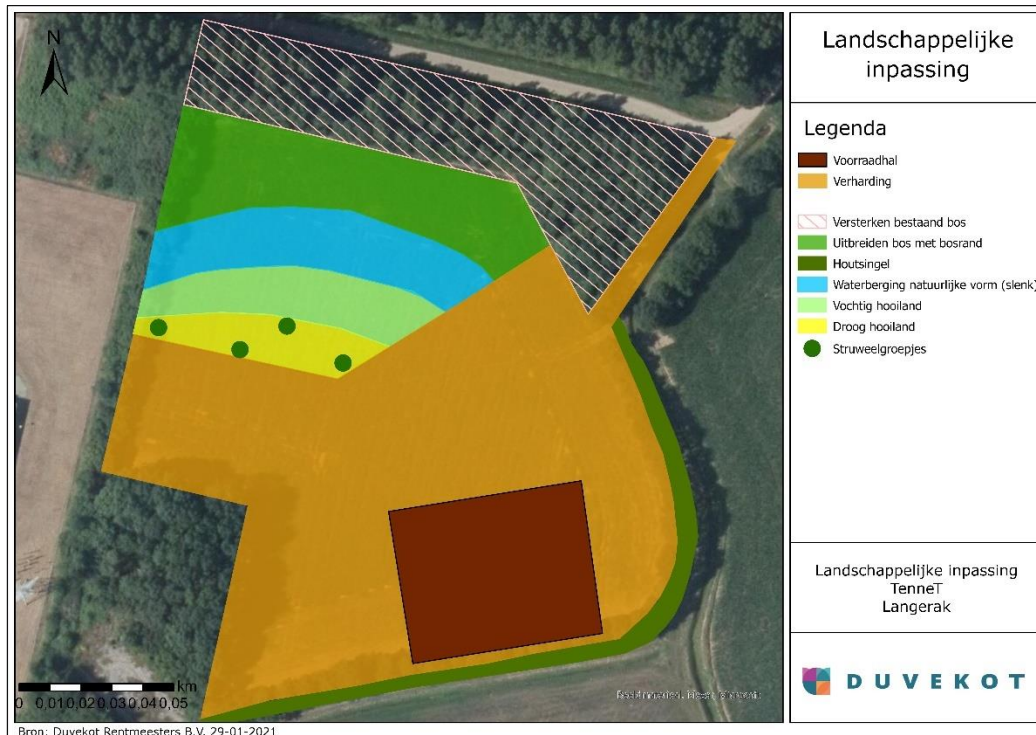 Landschappelijke
inpassing
N
Legenda
Voorraadhal
Verharding
Versterken bestaand bos
Uitbreiden bos met bosrand
Houtsingel
Waterberging natuurlijke vorm (slenk)
Vochtig hooiland
Droog hooiland
Struweelgroepjes
Landschappelijke inpassing
TenneT
Langerak
DUVEKOT
km
0 0,01 0,02 0,03 0,04 0,05
Bron: Duvekot Rentmeesters B.V. 29-01-2021